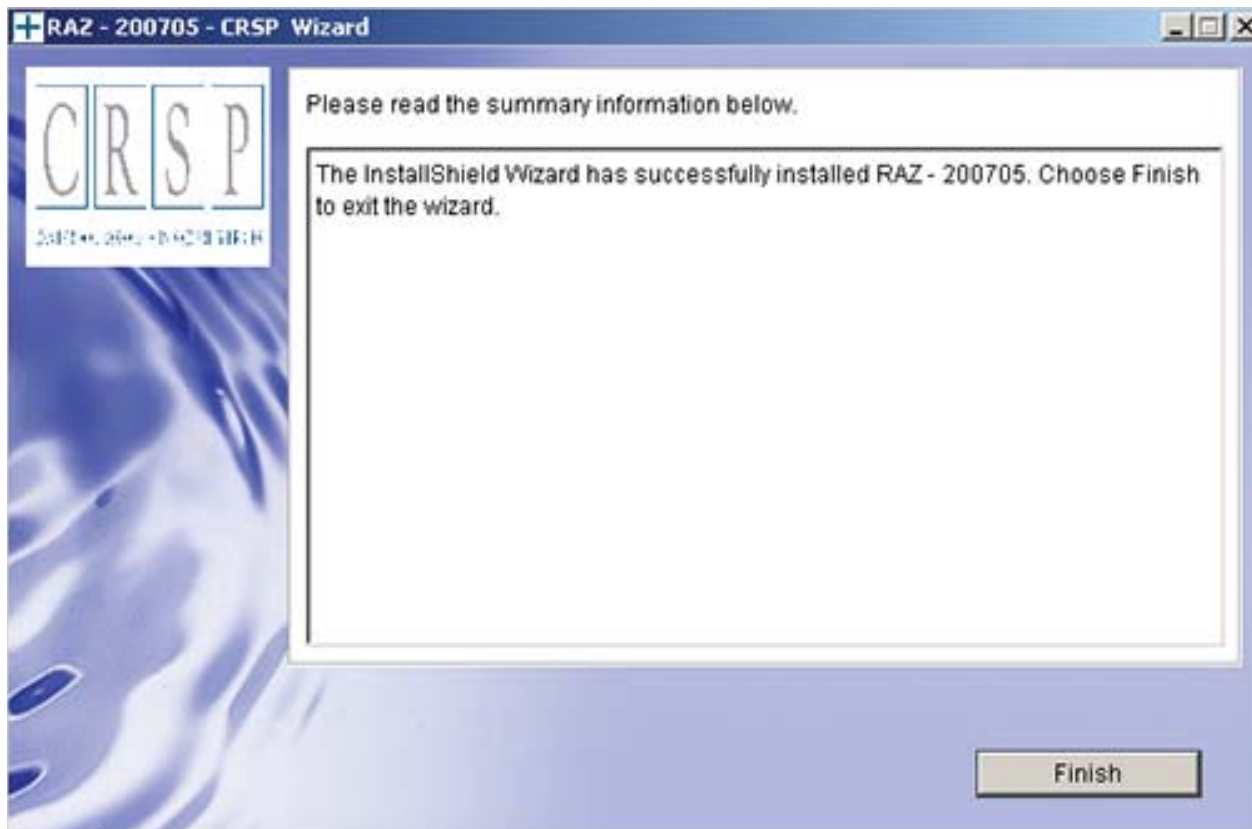 RAZ - 200705 - CRSP Wizard
CRSP
Please read the summary information below.
The InstallShield Wizard has successfully installed RAZ - 200705. Choose Finish
to exit the wizard.
Finish